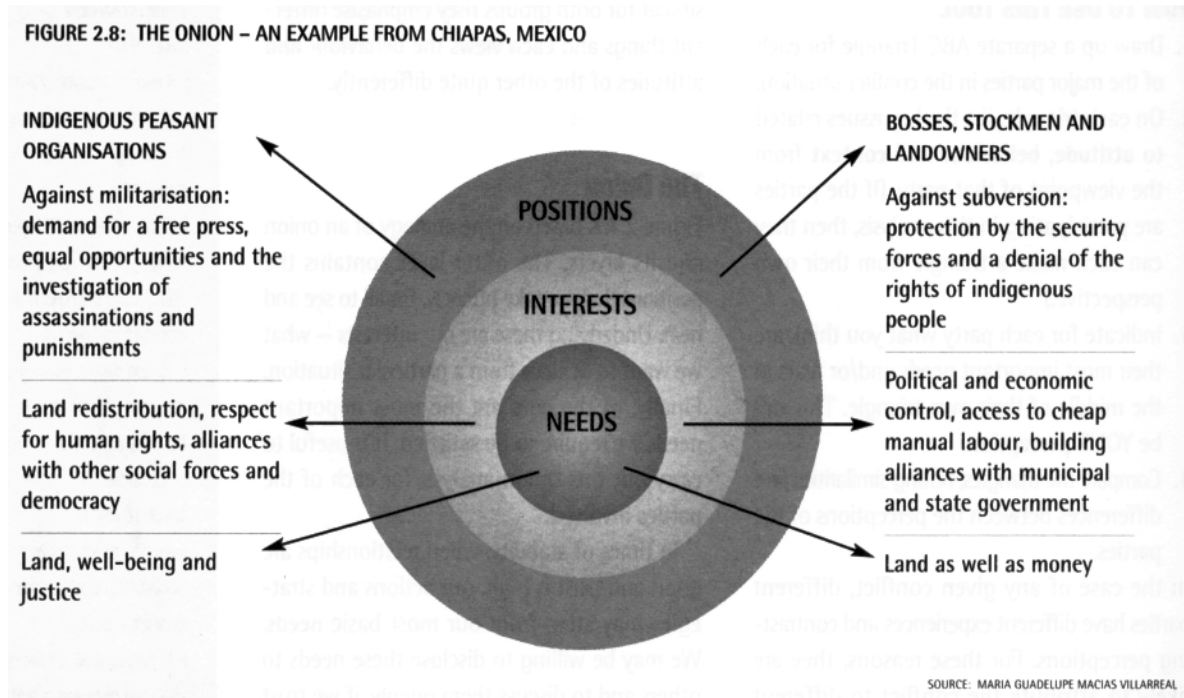 FIGURE 2.8: THE ONION – AN EXAMPLE FROM CHIAPAS, MEXICO
INDIGENOUS PEASANT
ORGANISATIONS
Against militarisation:
demand for a free press,
equal opportunities and the
investigation of
assassinations and
punishments
Land redistribution, respect
for human rights, alliances
with other social forces and
democracy
Land, well-being and
justice
POSITIONS
INTERESTS
NEEDS
BOSSES, STOCKMEN AND
LANDOWNERS
Against subversion:
protection by the security
forces and a denial of the
rights of indigenous
people
Political and economic
control, access to cheap
manual labour, building
alliances with municipal
and state government
Land as well as money
SOURCE: MARIA GUADELUPE MACIAS VILLARREAL